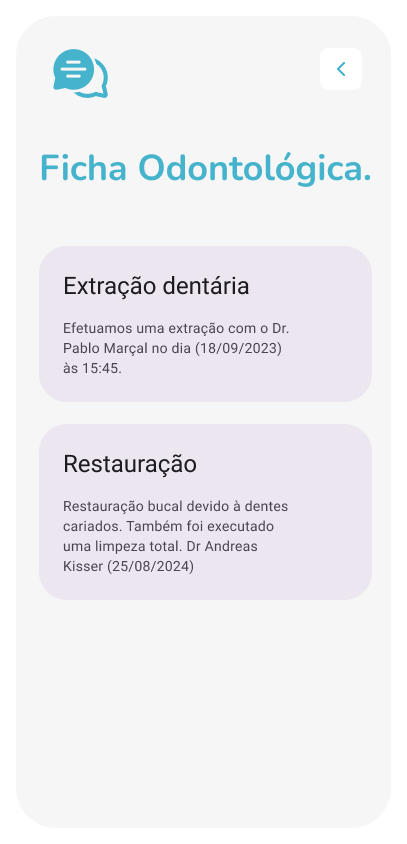 Ficha Odontológica.
Extração dentária
Efetuamos uma extração com o Dr.
Pablo Marçal no dia (18/09/2023)
às 15:45.
Restauração
Restauração bucal devido à dentes
cariados. Também foi executado
uma limpeza total. Dr Andreas
Kisser (25/08/2024)